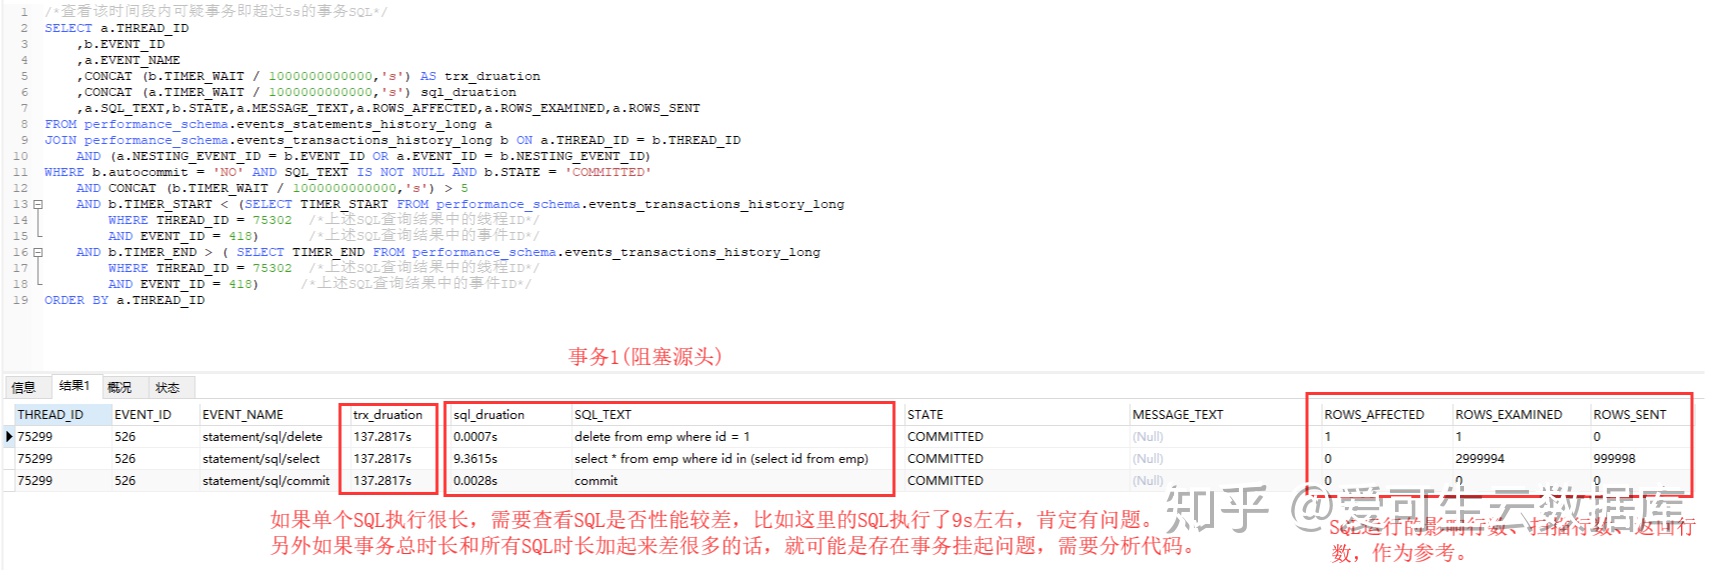 1 /*查看该时间段内可疑事务即超过5s的事务SQL*/
2 SELECT a.THREAD_ID
3 ,b.EVENT_ID
4 ,a.EVENT_NAME
5 ,CONCAT (b.TIMER_WAIT / 1000000000000,'s') AS trx_druation
6 ,CONCAT (a.TIMER_WAIT / 1000000000000,'s') sql_druation
7 ,a.SQL_TEXT,b.STATE,a.MESSAGE_TEXT,a.ROWS_AFFECTED,a.ROWS_EXAMINED,a.ROWS_SENT
8 FROM performance_schema.events_statements_history_long a
9 JOIN performance_schema.events_transactions_history_long b ON a.THREAD_ID = b.THREAD_ID
10 AND (a.NESTING_EVENT_ID = b.EVENT_ID OR a.EVENT_ID = b.NESTING_EVENT_ID)
11 WHERE b.autocommit = 'NO' AND SQL_TEXT IS NOT NULL AND b.STATE = 'COMMITTED'
12 AND CONCAT (b.TIMER_WAIT / 1000000000000,'s') > 5
13 AND b.TIMER_START < (SELECT TIMER_START FROM performance_schema.events_transactions_history_long
14 WHERE THREAD_ID = 75302 /*上述SQL查询结果中的线程ID*/
15 AND EVENT_ID = 418) /*上述SQL查询结果中的事件ID*/
16 AND b.TIMER_END > ( SELECT TIMER_END FROM performance_schema.events_transactions_history_long
17 WHERE THREAD_ID = 75302 /*上述SQL查询结果中的线程ID*/
18 AND EVENT_ID = 418) /*上述SQL查询结果中的事件ID*/
19 ORDER BY a.THREAD_ID
事务1(阻塞源头)
信息 结果1 概况 状态
THREAD_ID EVENT_ID EVENT_NAME trx_druation sql_druation SQL_TEXT STATE MESSAGE_TEXT ROWS_AFFECTED ROWS_EXAMINED ROWS_SENT
75299 526 statement/sql/delete 137.2817s 0.0007s delete from emp where id = 1 COMMITTED (Null) 1 1 0
75299 526 statement/sql/select 137.2817s 9.3615s select * from emp where id in (select id from emp) COMMITTED (Null) 0 2999994 999998
75299 526 statement/sql/commit 137.2817s 0.0028s commit COMMITTED (Null) 0 0 0
如果单个SQL执行很长，需要查看SQL是否性能较差，比如这里的SQL执行了9s左右，肯定有问题。
另外如果事务总时长和所有SQL时长加起来差很多的话，就可能是存在事务挂起问题，需要分析代码。
SQL运行的影响行数、扫描行数、返回行
数，作为参考。
知乎 @爱可生云数据库